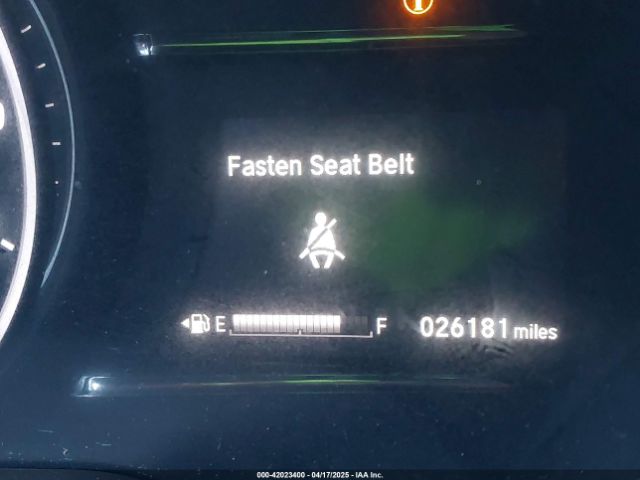 Fasten Seat Belt
E F 026181 miles
000-42023400 - 04/17/2025 - IAA Inc.